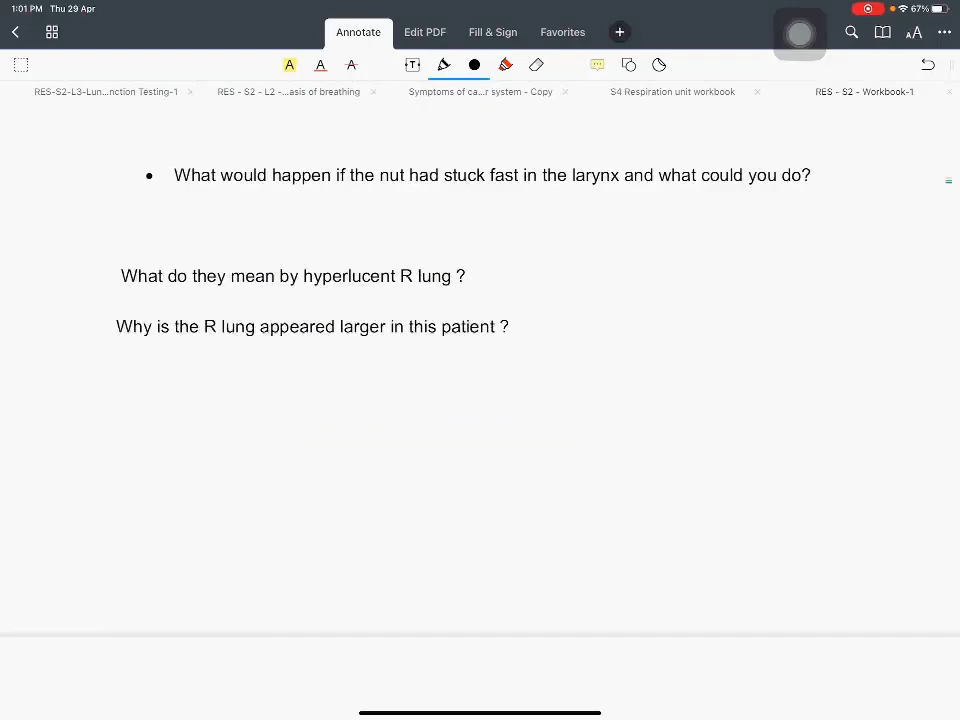 1:01 PM Thu 29 Apr
67%
Annotate Edit PDF Fill & Sign Favorites
AA
A A A T
RES-S2-L3-Lun...nction Testing-1 × RES - S2 - L2 -...asis of breathing × Symptoms of ca...r system - Copy × S4 Respiration unit workbook × RES - S2 - Workbook-1 ×
• What would happen if the nut had stuck fast in the larynx and what could you do?
What do they mean by hyperlucent R lung ?
Why is the R lung appeared larger in this patient ?